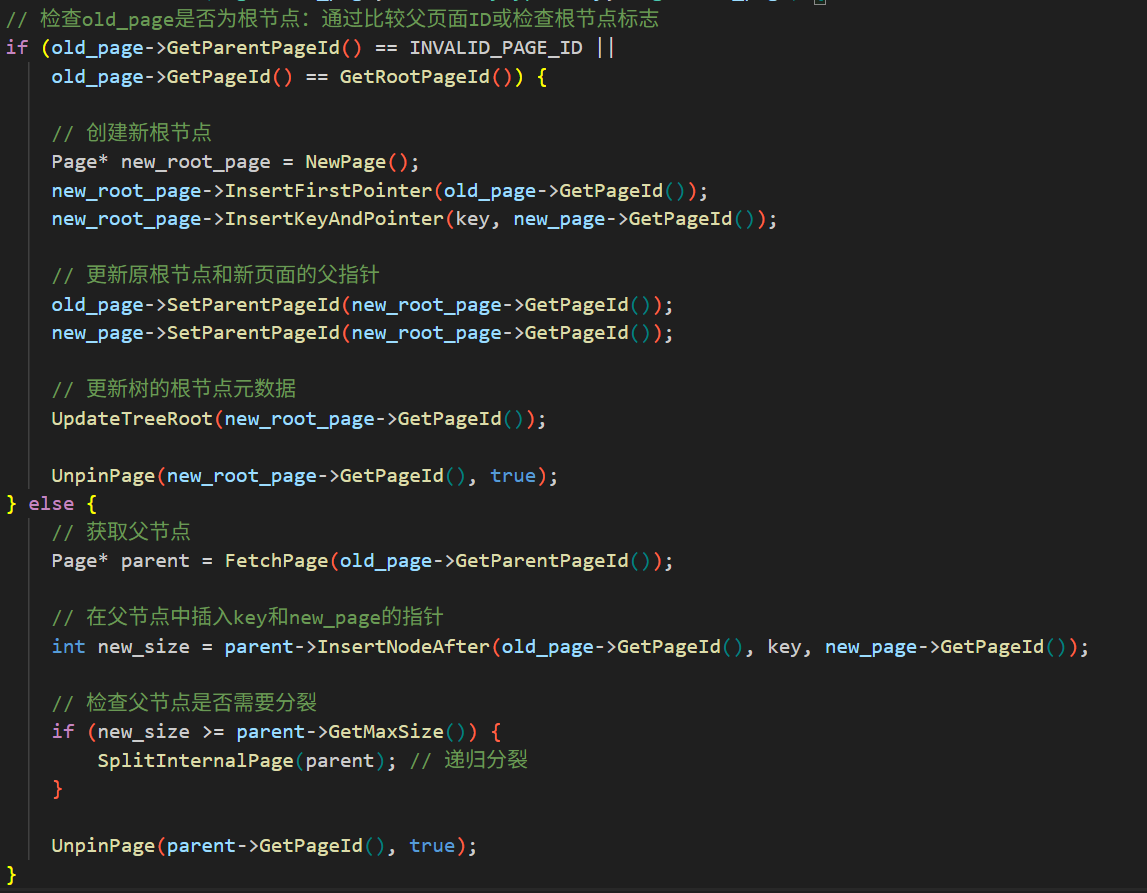 // 检查old_page是否为根节点: 通过比较父页面ID或检查根节点标志
if (old_page->GetParentPageId() == INVALID_PAGE_ID ||
    old_page->GetPageId() == GetRootPageId()) {
    // 创建新根节点
    Page* new_root_page = NewPage();
    new_root_page->InsertFirstPointer(old_page->GetPageId());
    new_root_page->InsertKeyAndPointer(key, new_page->GetPageId());
    // 更新原根节点和新页面的父指针
    old_page->SetParentPageId(new_root_page->GetPageId());
    new_page->SetParentPageId(new_root_page->GetPageId());
    // 更新树的根节点元数据
    UpdateTreeRoot(new_root_page->GetPageId());
    UnpinPage(new_root_page->GetPageId(), true);
} else {
    // 获取父节点
    Page* parent = FetchPage(old_page->GetParentPageId());
    // 在父节点中插入key和new_page的指针
    int new_size = parent->InsertNodeAfter(old_page->GetPageId(), key, new_page->GetPageId());
    // 检查父节点是否需要分裂
    if (new_size >= parent->GetMaxSize()) {
        SplitInternalPage(parent); // 递归分裂
    }
    UnpinPage(parent->GetPageId(), true);
}